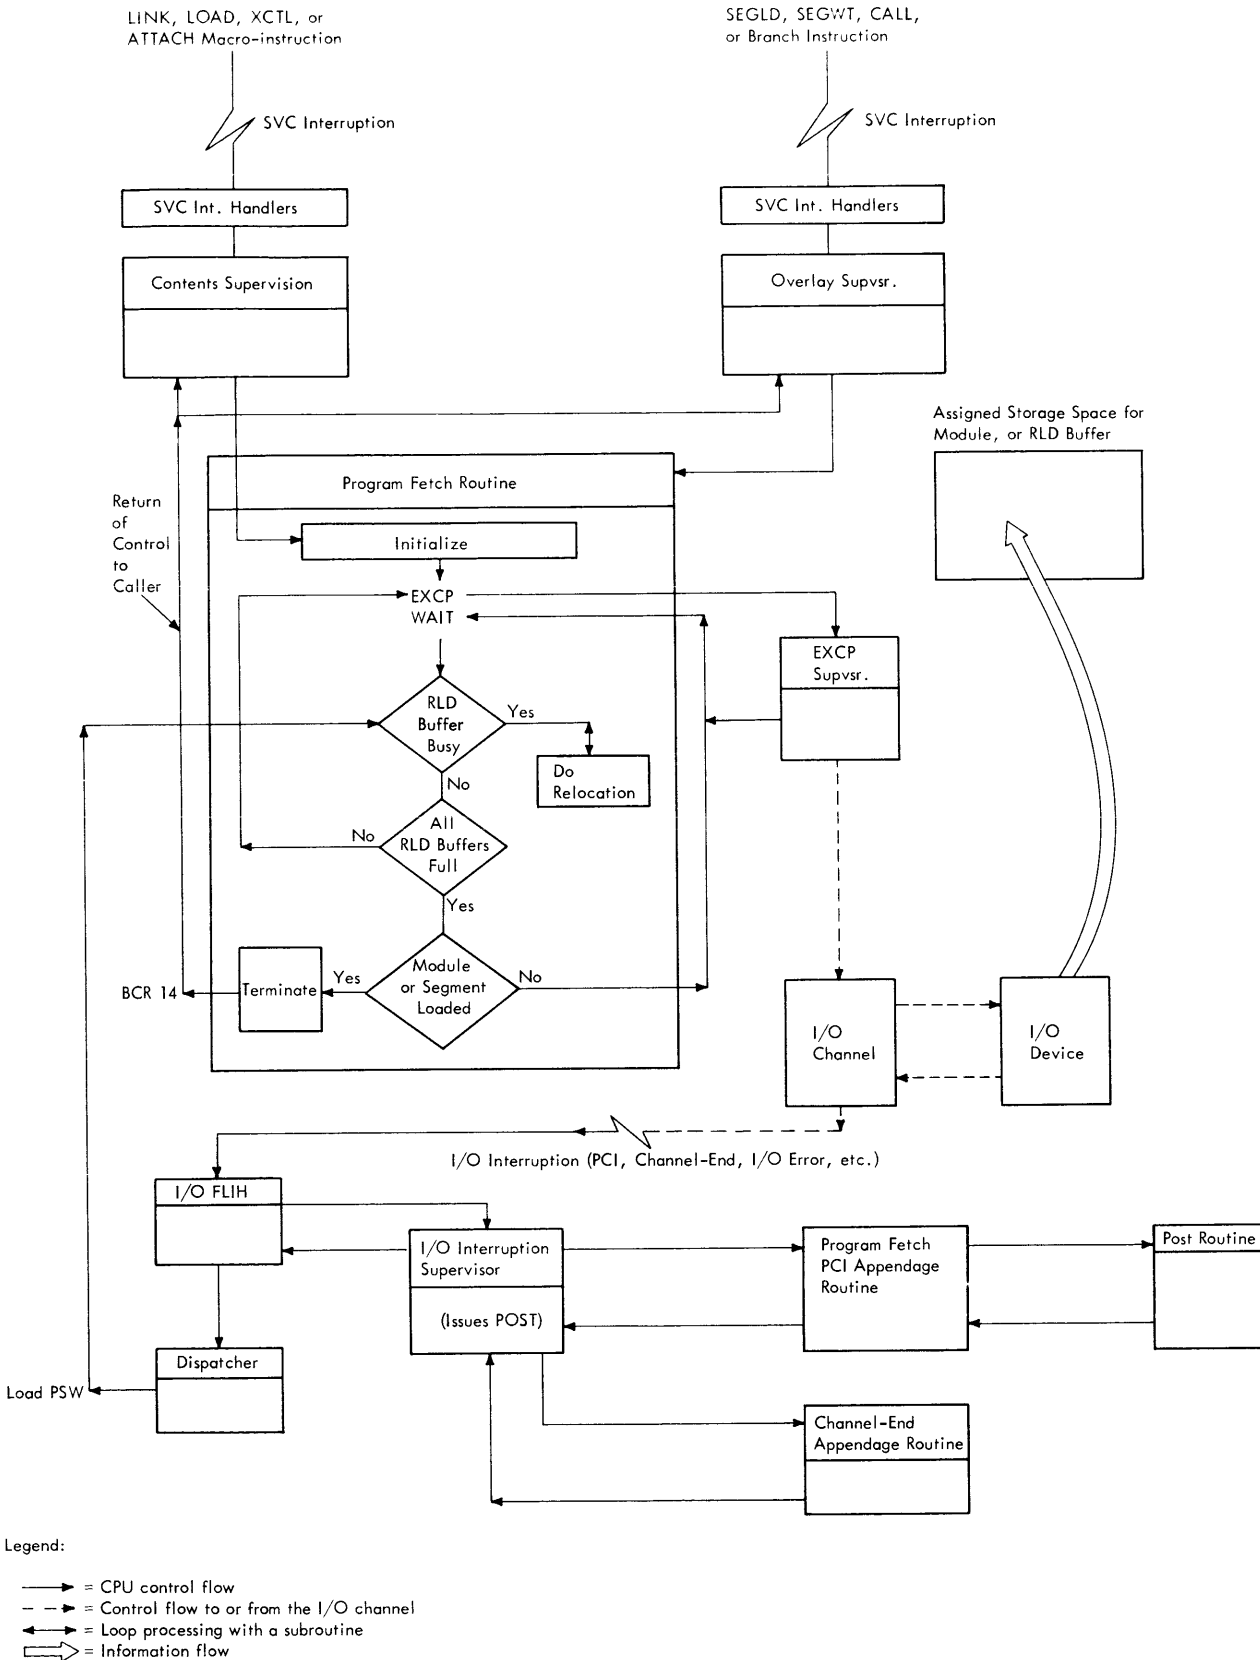 LINK, LOAD, XCTL, or
ATTACH Macro-instruction
SEGLD, SEGWT, CALL,
or Branch Instruction
SVC Interruption
SVC Interruption
SVC Int. Handlers
SVC Int. Handlers
Contents Supervision
Overlay Supvsr.
Assigned Storage Space for
Module, or RLD Buffer
Program Fetch Routine
Return
of
Control
to
Caller
Initialize
EXCP
WAIT
EXCP
Supvsr.
RLD
Buffer
Busy
Yes
Do
Relocation
No
All
RLD Buffers
Full
No
Yes
Module
or Segment
Loaded
Yes
No
Terminate
BCR 14
I/O
Channel
I/O
Device
I/O Interruption (PCI, Channel-End, I/O Error, etc.)
I/O FLIH
I/O Interruption
Supervisor
(Issues POST)
Program Fetch
PCI Appendage
Routine
Post Routine
Dispatcher
Load PSW
Channel-End
Appendage Routine
Legend:
= CPU control flow
= Control flow to or from the I/O channel
= Loop processing with a subroutine
= Information flow